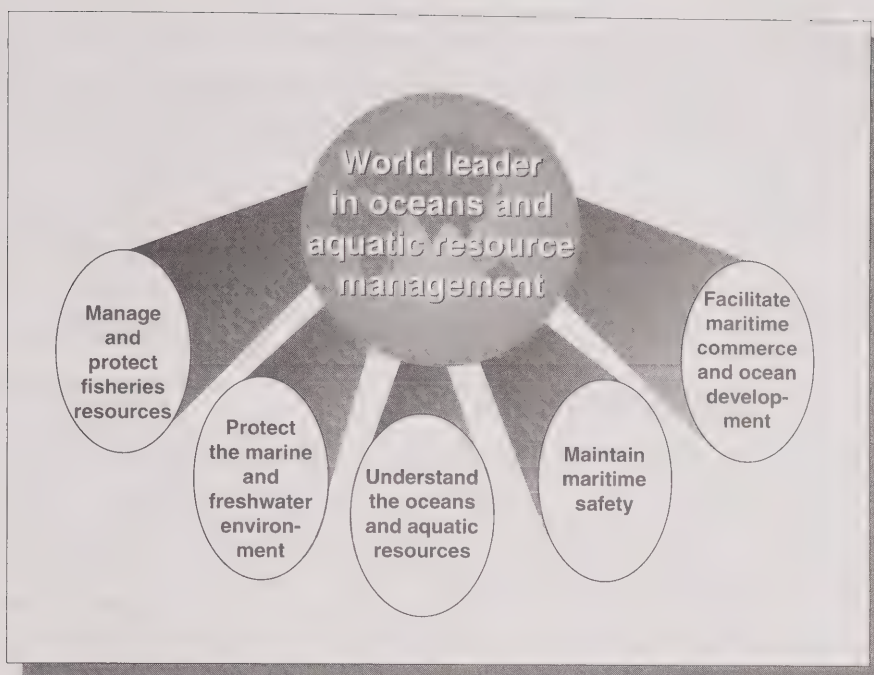 World leader
in oceans and
aquatic resource
management
Manage
and
protect
fisheries
resources
Protect
the marine
and
freshwater
environ-
ment
Understand
the oceans
and aquatic
resources
Maintain
maritime
safety
Facilitate
maritime
commerce
and ocean
develop-
ment